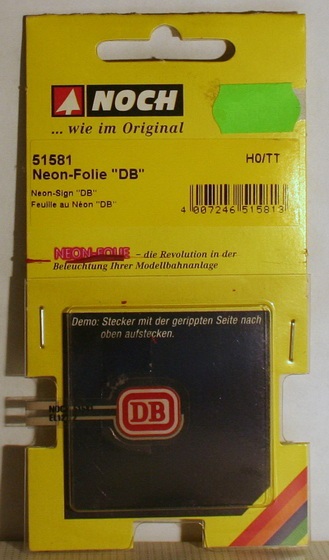 NOCH
... wie im Original
51581 H0/TT
Neon-Folie "DB"
Neon-Sign "DB"
Feuille au Néon "DB"
4 007246 515813
NEON-FOLIE – die Revolution in der
Beleuchtung Ihrer Modellbahnanlage
Demo: Stecker mit der gerippten Seite nach
oben aufstecken.
DB
NOCH 51581